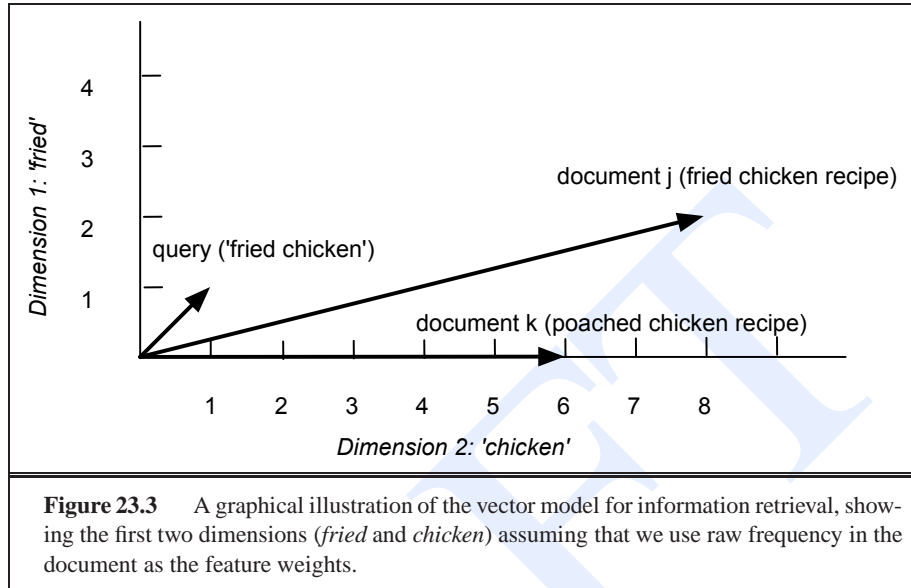 4
3
2
1
Dimension 1: 'fried'
document j (fried chicken recipe)
query ('fried chicken')
document k (poached chicken recipe)
1 2 3 4 5 6 7 8
Dimension 2: 'chicken'
Figure 23.3 A graphical illustration of the vector model for information retrieval, show-
ing the first two dimensions (fried and chicken) assuming that we use raw frequency in the
document as the feature weights.
FT